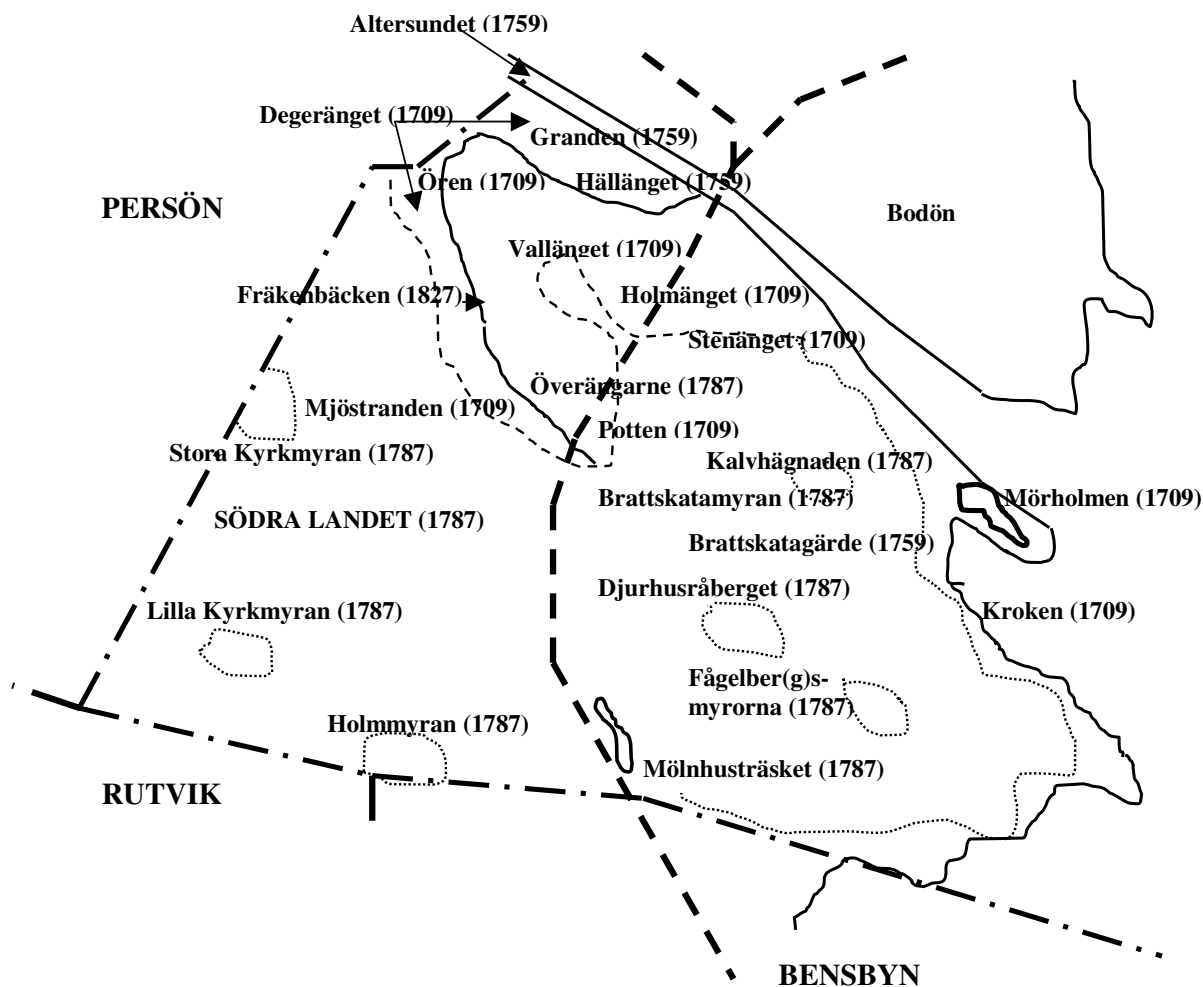 Altersundet (1759)
Degeränget (1709)
Granden (1759)
Ören (1709)
Hällänget (1759)
PERSÖN
Bodön
Vallänget (1709)
Fräkenbäcken (1827)
Holmänget (1709)
Stenänget (1709)
Överängarne (1787)
Mjöstranden (1709)
Potten (1709)
Stora Kyrkmyran (1787)
Kalvhägnaden (1787)
Brattskatamyran (1787)
Mörholmen (1709)
SÖDRA LANDET (1787)
Brattskatagärde (1759)
Djurhusråberget (1787)
Lilla Kyrkmyran (1787)
Kroken (1709)
Fågelber(g)s-
myrorna (1787)
Holmmyran (1787)
Mölnhusträsket (1787)
RUTVIK
BENSBYN